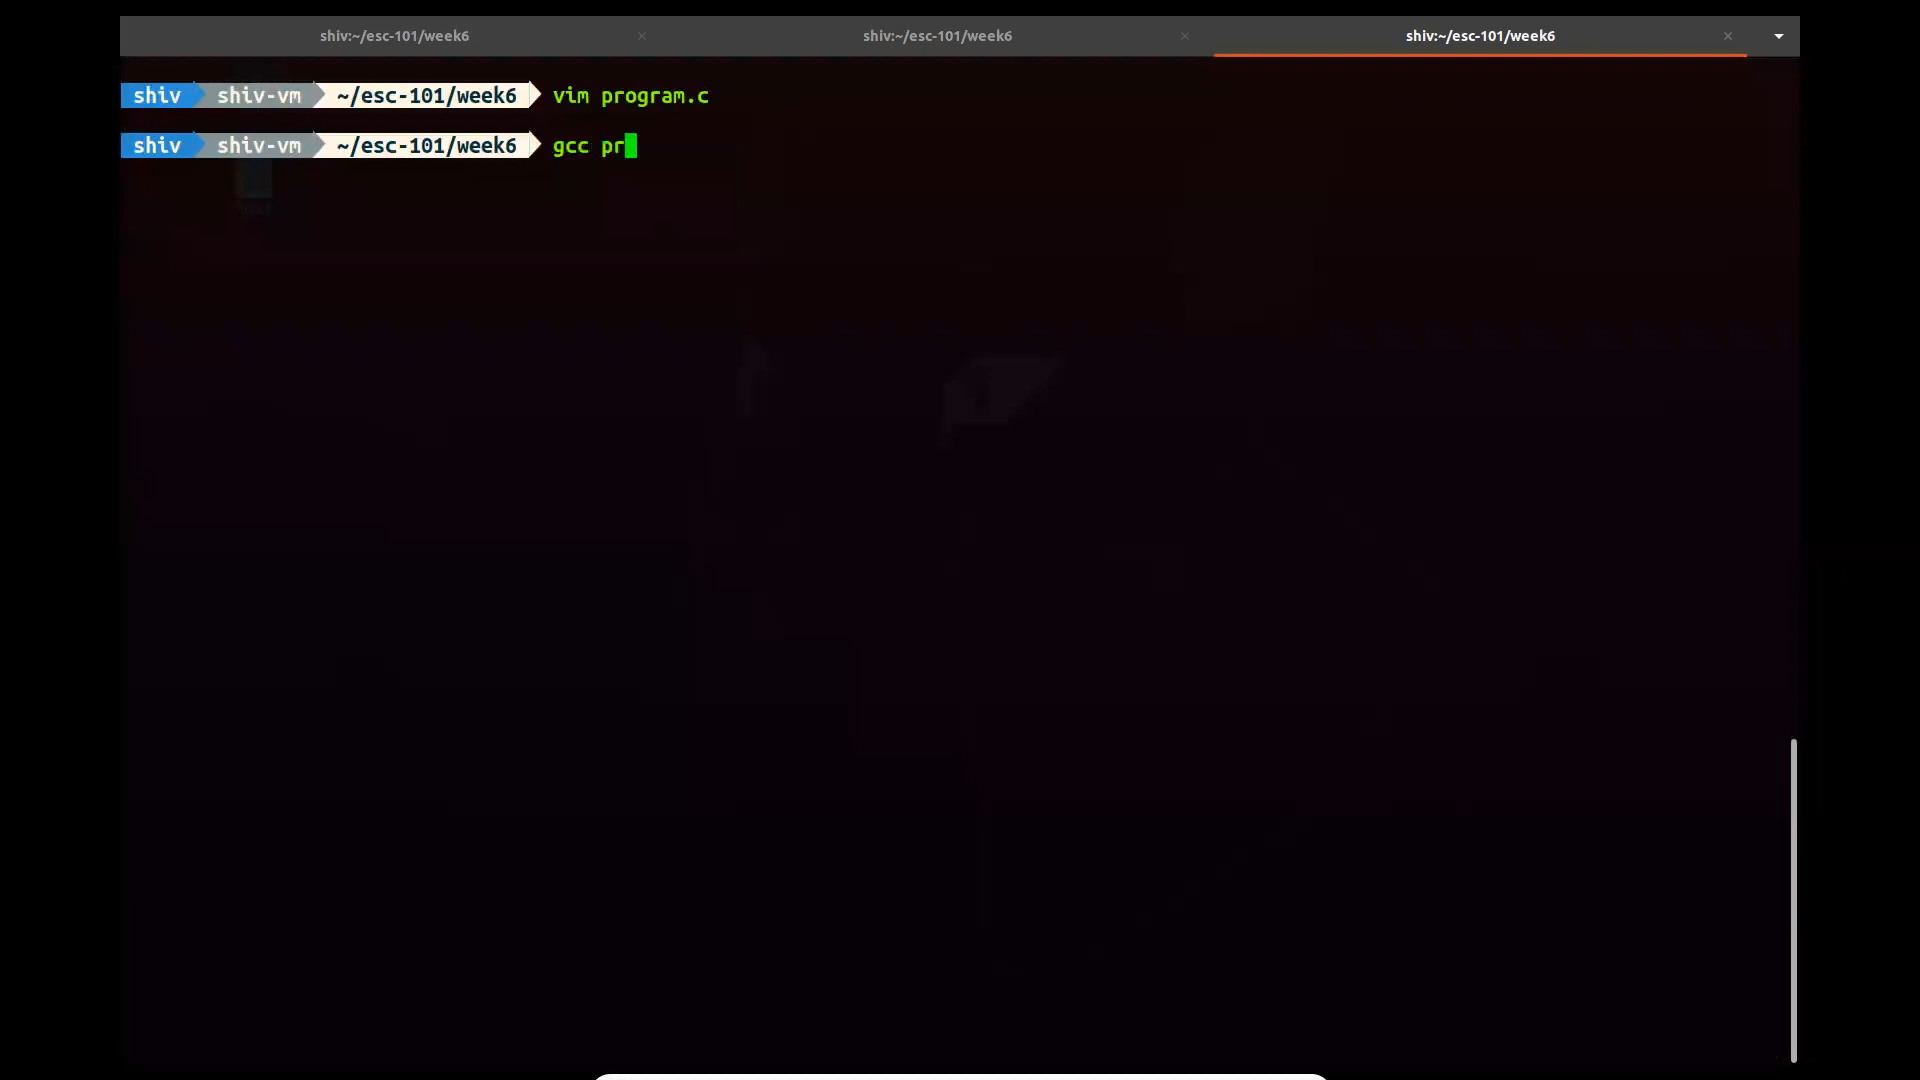 shiv:~/esc-101/week6 × shiv:~/esc-101/week6 × shiv:~/esc-101/week6 ×
shiv shiv-vm ~/esc-101/week6 vim program.c
shiv shiv-vm ~/esc-101/week6 gcc pr